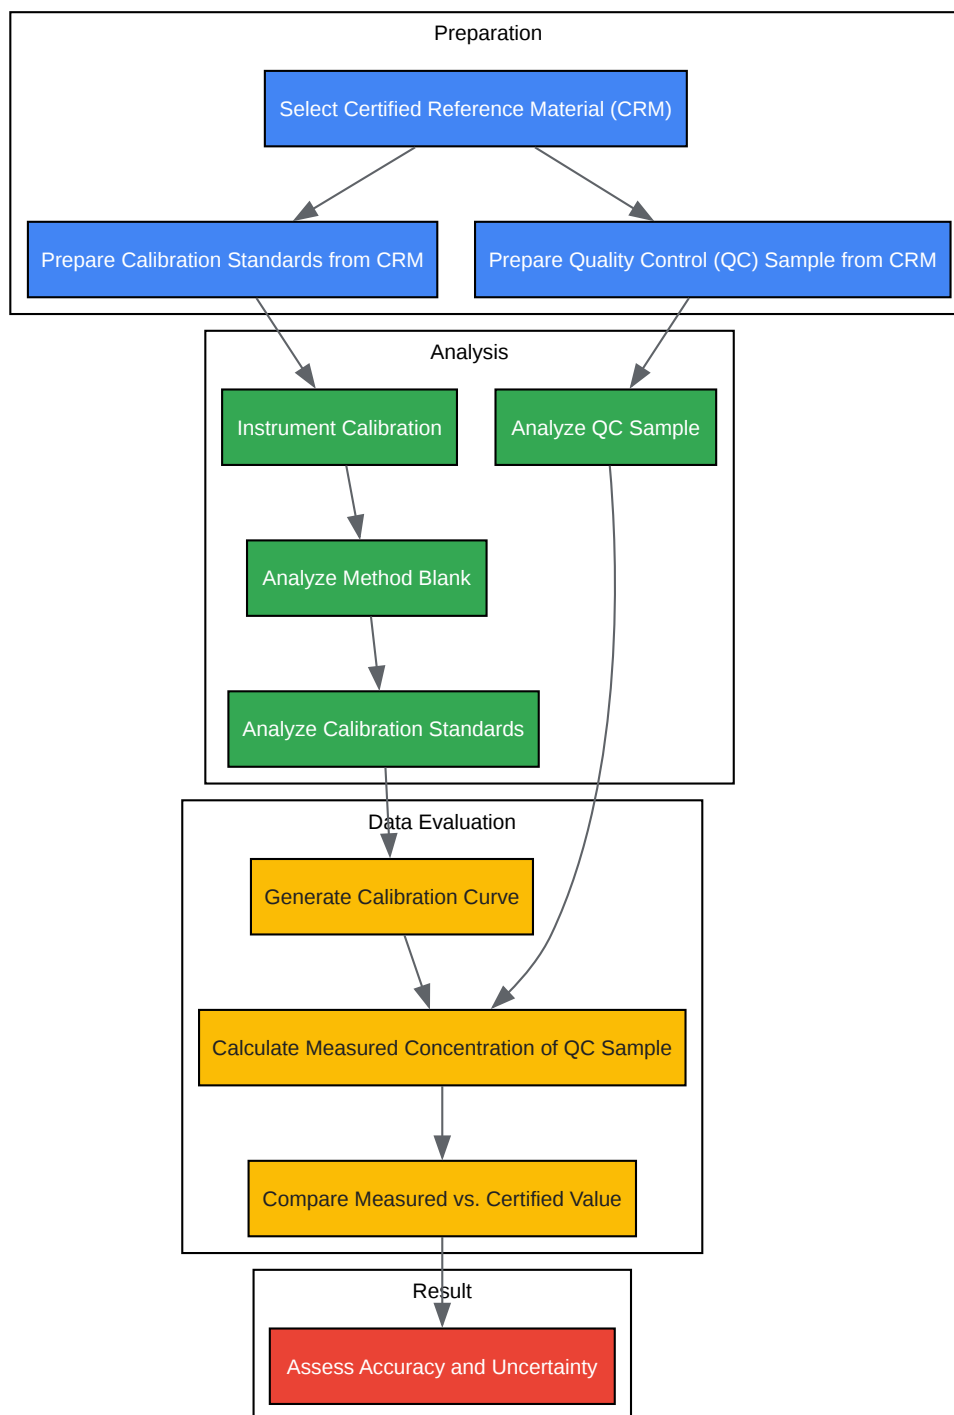 Preparation
Select Certified Reference Material (CRM)
Prepare Calibration Standards from CRM
Prepare Quality Control (QC) Sample from CRM
Analysis
Instrument Calibration
Analyze QC Sample
Analyze Method Blank
Analyze Calibration Standards
Data Evaluation
Generate Calibration Curve
Calculate Measured Concentration of QC Sample
Compare Measured vs. Certified Value
Result
Assess Accuracy and Uncertainty